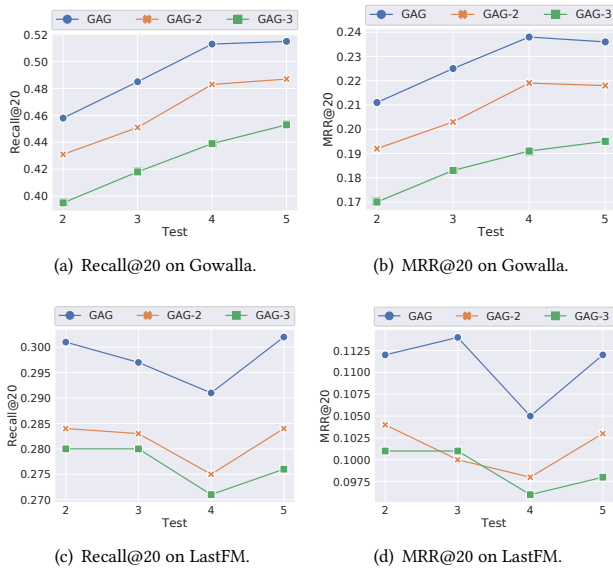 GAG GAG-2 GAG-3
0.52
0.50
0.48
0.46
0.44
0.42
0.40
Recall@20
2 3 4 5
Test
(a) Recall@20 on Gowalla.
GAG GAG-2 GAG-3
0.24
0.23
0.22
0.21
0.20
0.19
0.18
0.17
MRR@20
2 3 4 5
Test
(b) MRR@20 on Gowalla.
GAG GAG-2 GAG-3
0.300
0.295
0.290
0.285
0.280
0.275
0.270
Recall@20
2 3 4 5
Test
(c) Recall@20 on LastFM.
GAG GAG-2 GAG-3
0.1125
0.1100
0.1075
0.1050
0.1025
0.1000
0.0975
MRR@20
2 3 4 5
Test
(d) MRR@20 on LastFM.